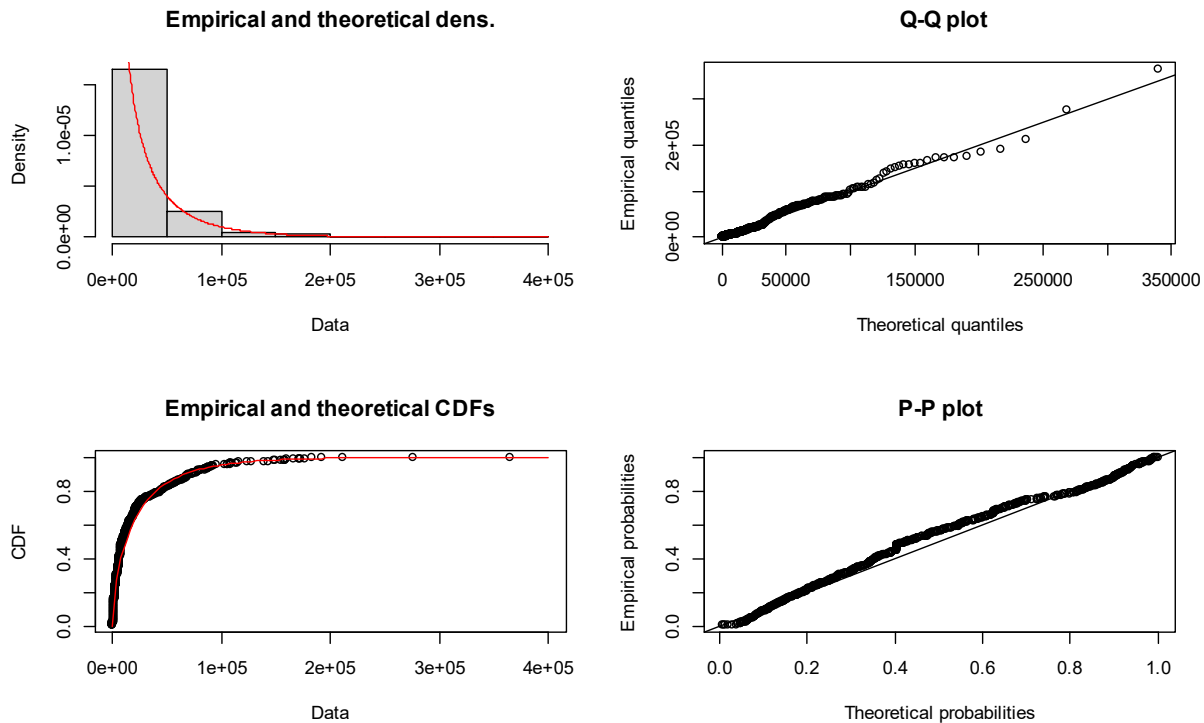 Empirical and theoretical dens.
Density
0.0e+00
1.0e-05
0e+00 1e+05 2e+05 3e+05 4e+05
Data
Q-Q plot
Empirical quantiles
0e+00
2e+05
0 50000 150000 250000 350000
Theoretical quantiles
Empirical and theoretical CDFs
CDF
0.0
0.4
0.8
0e+00 1e+05 2e+05 3e+05 4e+05
Data
P-P plot
Empirical probabilities
0.0
0.4
0.8
0.0 0.2 0.4 0.6 0.8 1.0
Theoretical probabilities